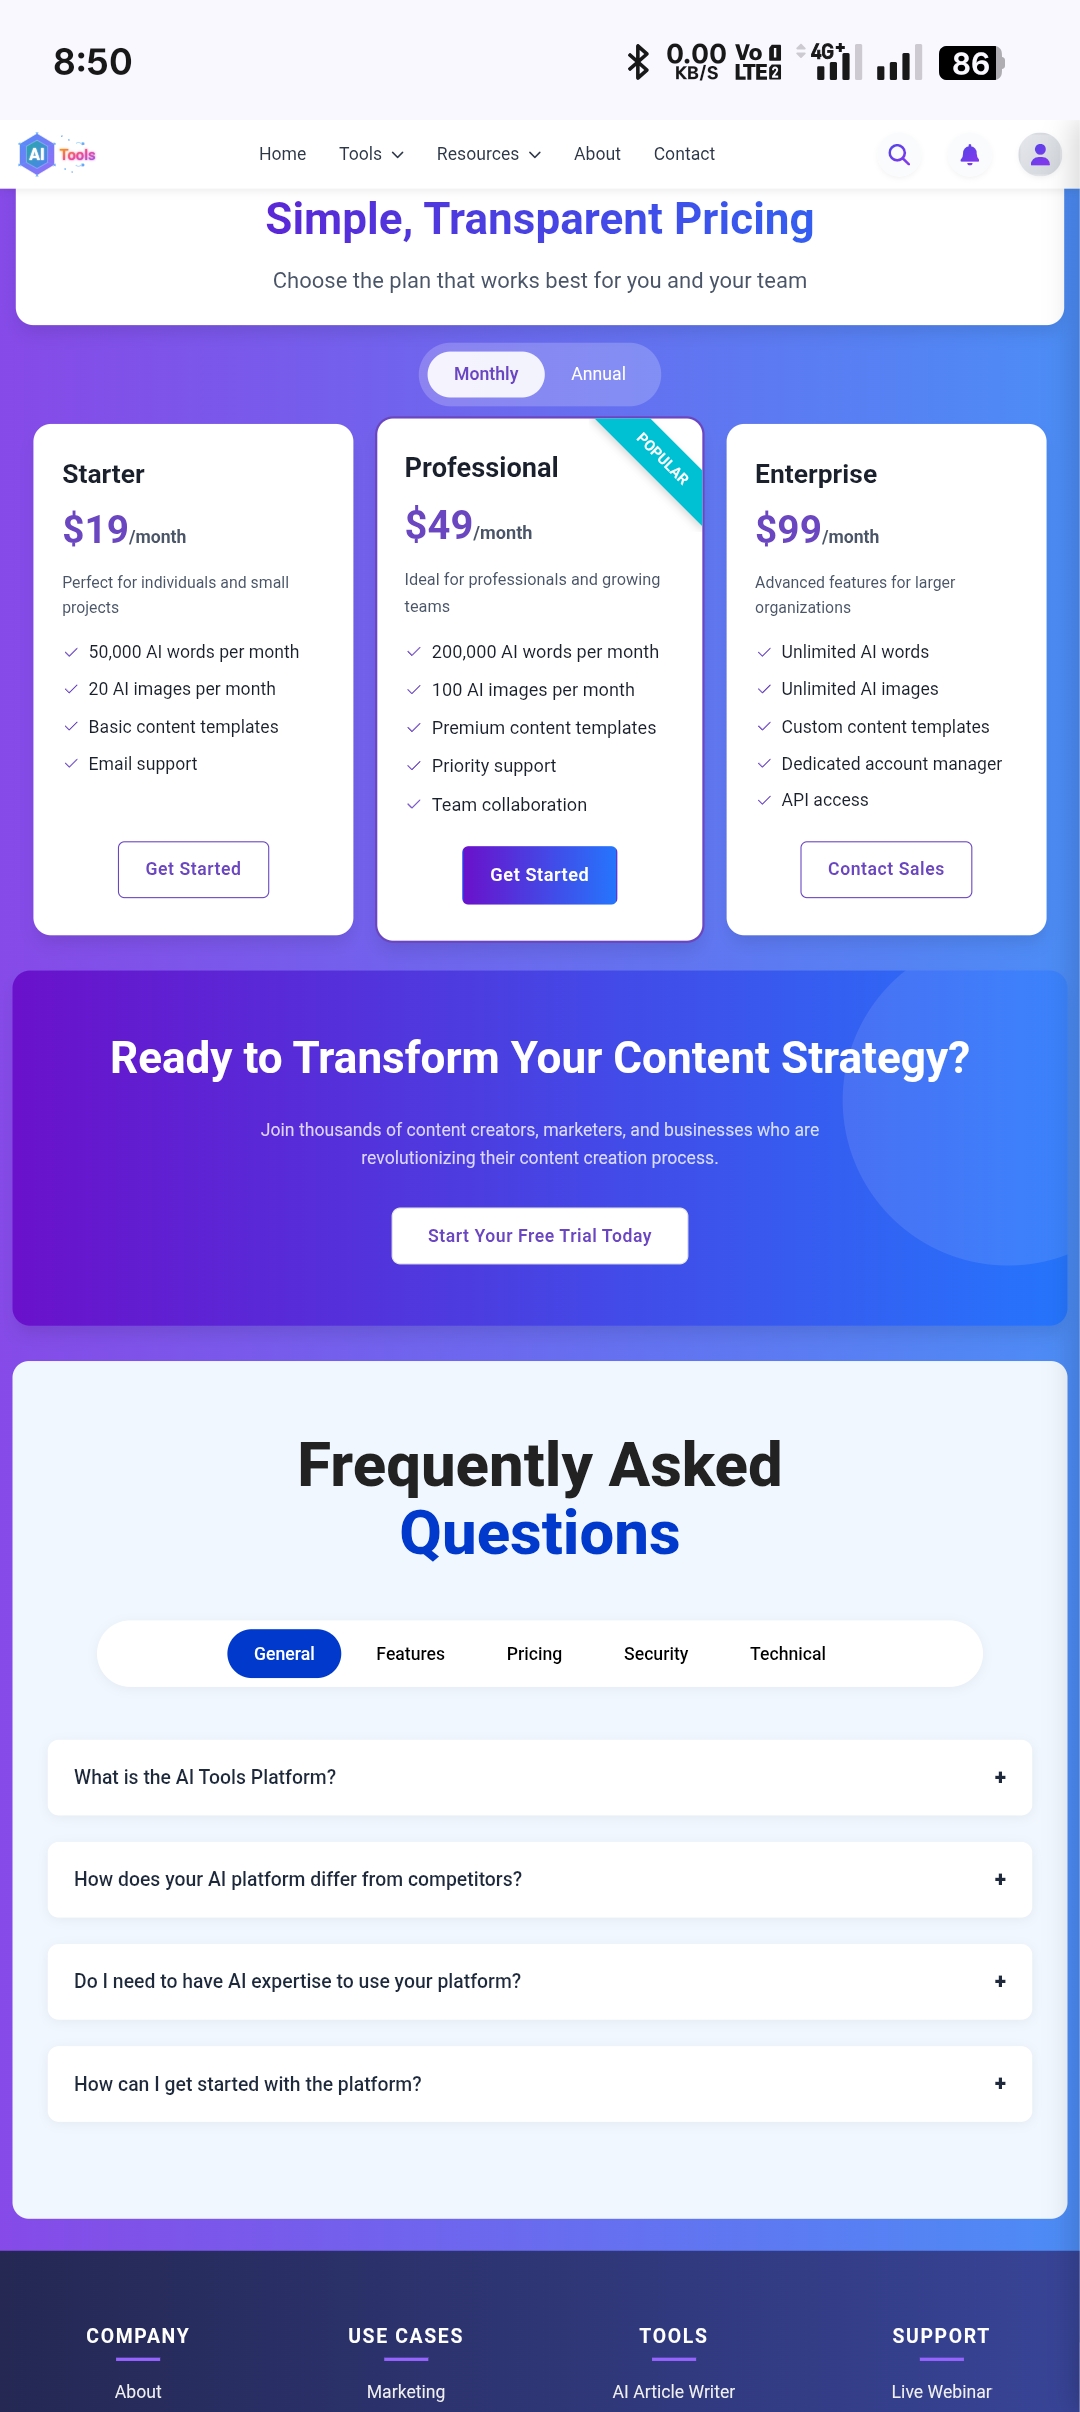 8:50
0.00 KB/S Vo LTE 1 2 4G+ 86
AI Tools
Home Tools Resources About Contact
Simple, Transparent Pricing
Choose the plan that works best for you and your team
Monthly Annual
Starter
$19/month
Perfect for individuals and small
projects
50,000 AI words per month
20 AI images per month
Basic content templates
Email support
Get Started
POPULAR
Professional
$49/month
Ideal for professionals and growing
teams
200,000 AI words per month
100 AI images per month
Premium content templates
Priority support
Team collaboration
Get Started
Enterprise
$99/month
Advanced features for larger
organizations
Unlimited AI words
Unlimited AI images
Custom content templates
Dedicated account manager
API access
Contact Sales
Ready to Transform Your Content Strategy?
Join thousands of content creators, marketers, and businesses who are
revolutionizing their content creation process.
Start Your Free Trial Today
Frequently Asked
Questions
General Features Pricing Security Technical
What is the AI Tools Platform? +
How does your AI platform differ from competitors? +
Do I need to have AI expertise to use your platform? +
How can I get started with the platform? +
COMPANY USE CASES TOOLS SUPPORT
About Marketing AI Article Writer Live Webinar